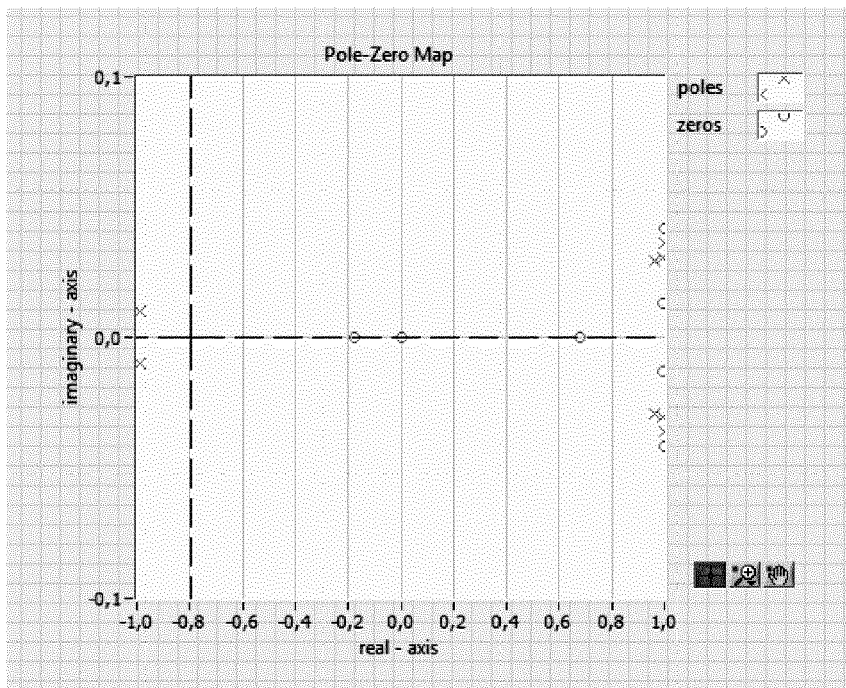 Pole-Zero Map
poles
zeros
0,1
0,0
-0,1
imaginary - axis
-1,0 -0,8 -0,6 -0,4 -0,2 0,0 0,2 0,4 0,6 0,8 1,0
real - axis